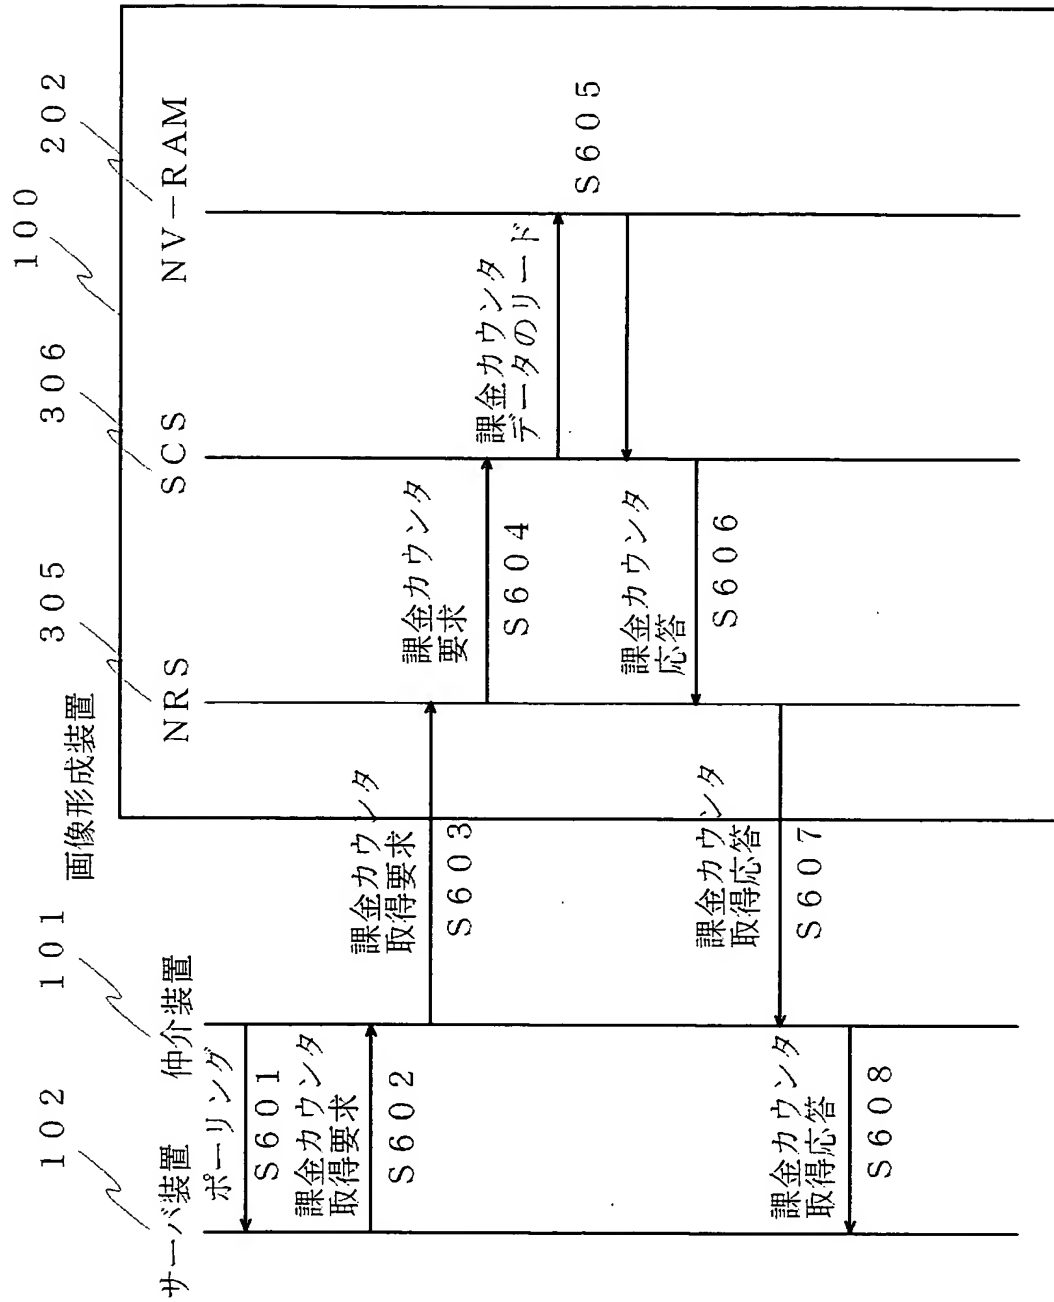 100
画像形成装置
102
101
305
306
202
サーバ装置
仲介装置
NRS
SCS
NV－RAM
ポーリング
S601
課金カウンタ
取得要求
S602
課金カウンタ
取得要求
S603
課金カウンタ
要求
S604
課金カウンタ
データのリード
S605
課金カウンタ
応答
S606
課金カウンタ
取得応答
S607
課金カウンタ
取得応答
S608